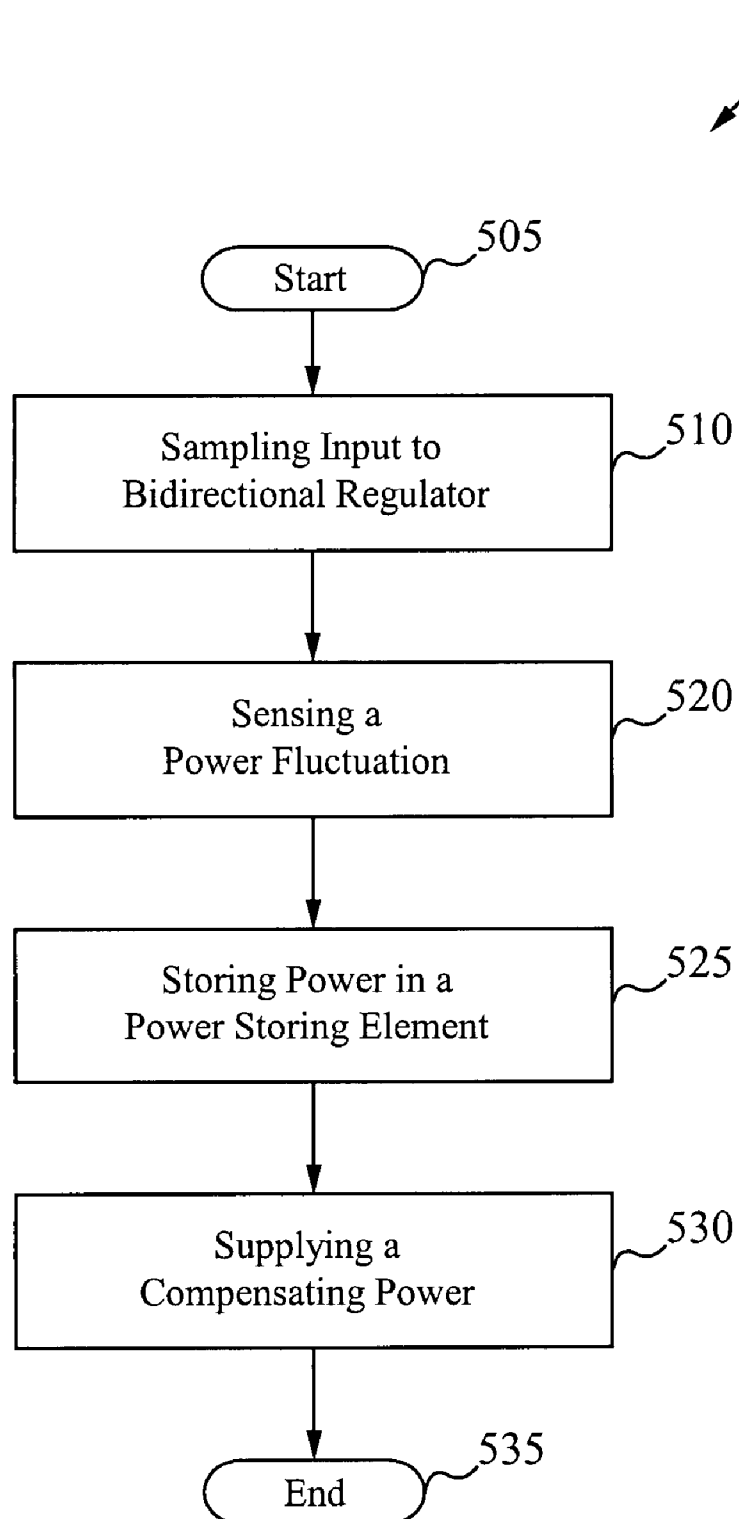 505
Start
510
Sampling Input to
Bidirectional Regulator
520
Sensing a
Power Fluctuation
525
Storing Power in a
Power Storing Element
530
Supplying a
Compensating Power
535
End